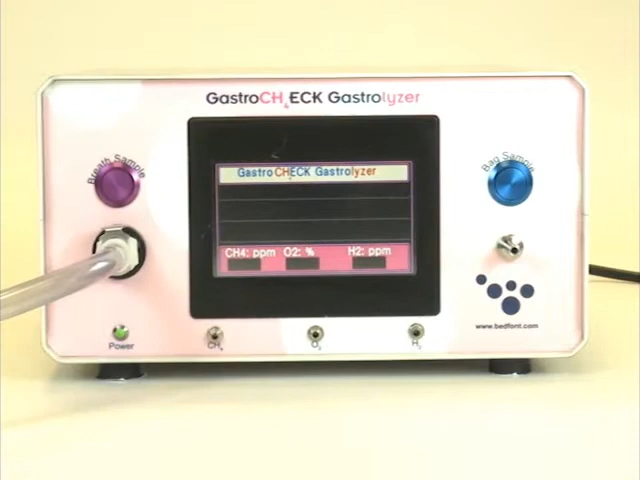 GastroCH₄ECK Gastrolyzer
Breath Sample
Bag Sample
GastroCHECK Gastrolyzer
CH4: ppm O2: % H2: ppm
www.bedfont.com
Power
CH₄
O₂
H₂